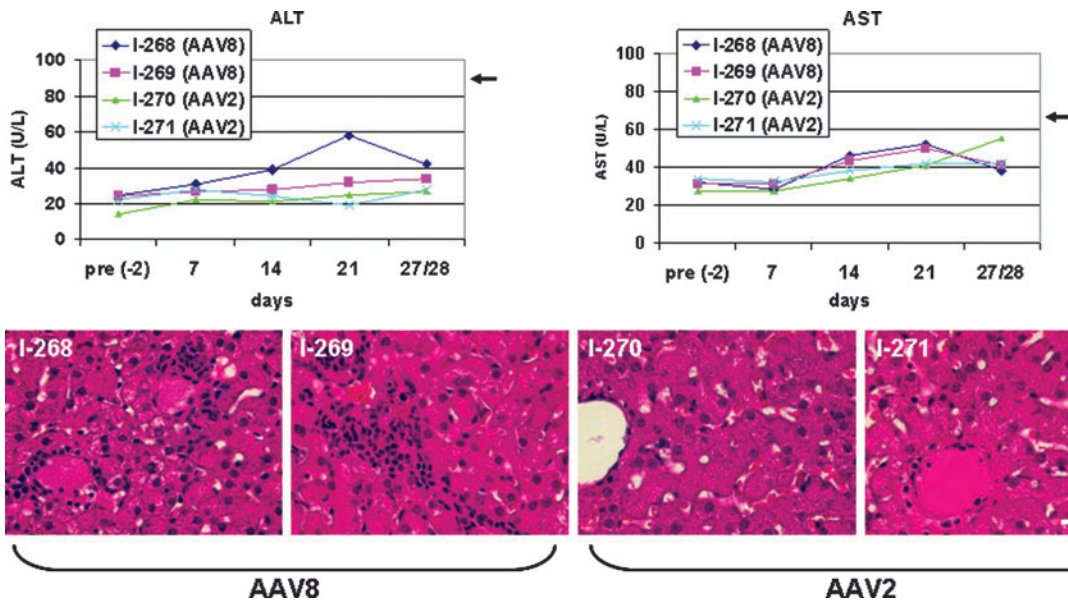 ALT
I-268 (AAV8)
I-269 (AAV8)
I-270 (AAV2)
I-271 (AAV2)
ALT (U/L)
100
80
60
40
20
0
pre (-2) 7 14 21 27/28
days
AST
I-268 (AAV8)
I-269 (AAV8)
I-270 (AAV2)
I-271 (AAV2)
AST (U/L)
100
80
60
40
20
0
pre (-2) 7 14 21 27/28
days
I-268 I-269 I-270 I-271
AAV8 AAV2